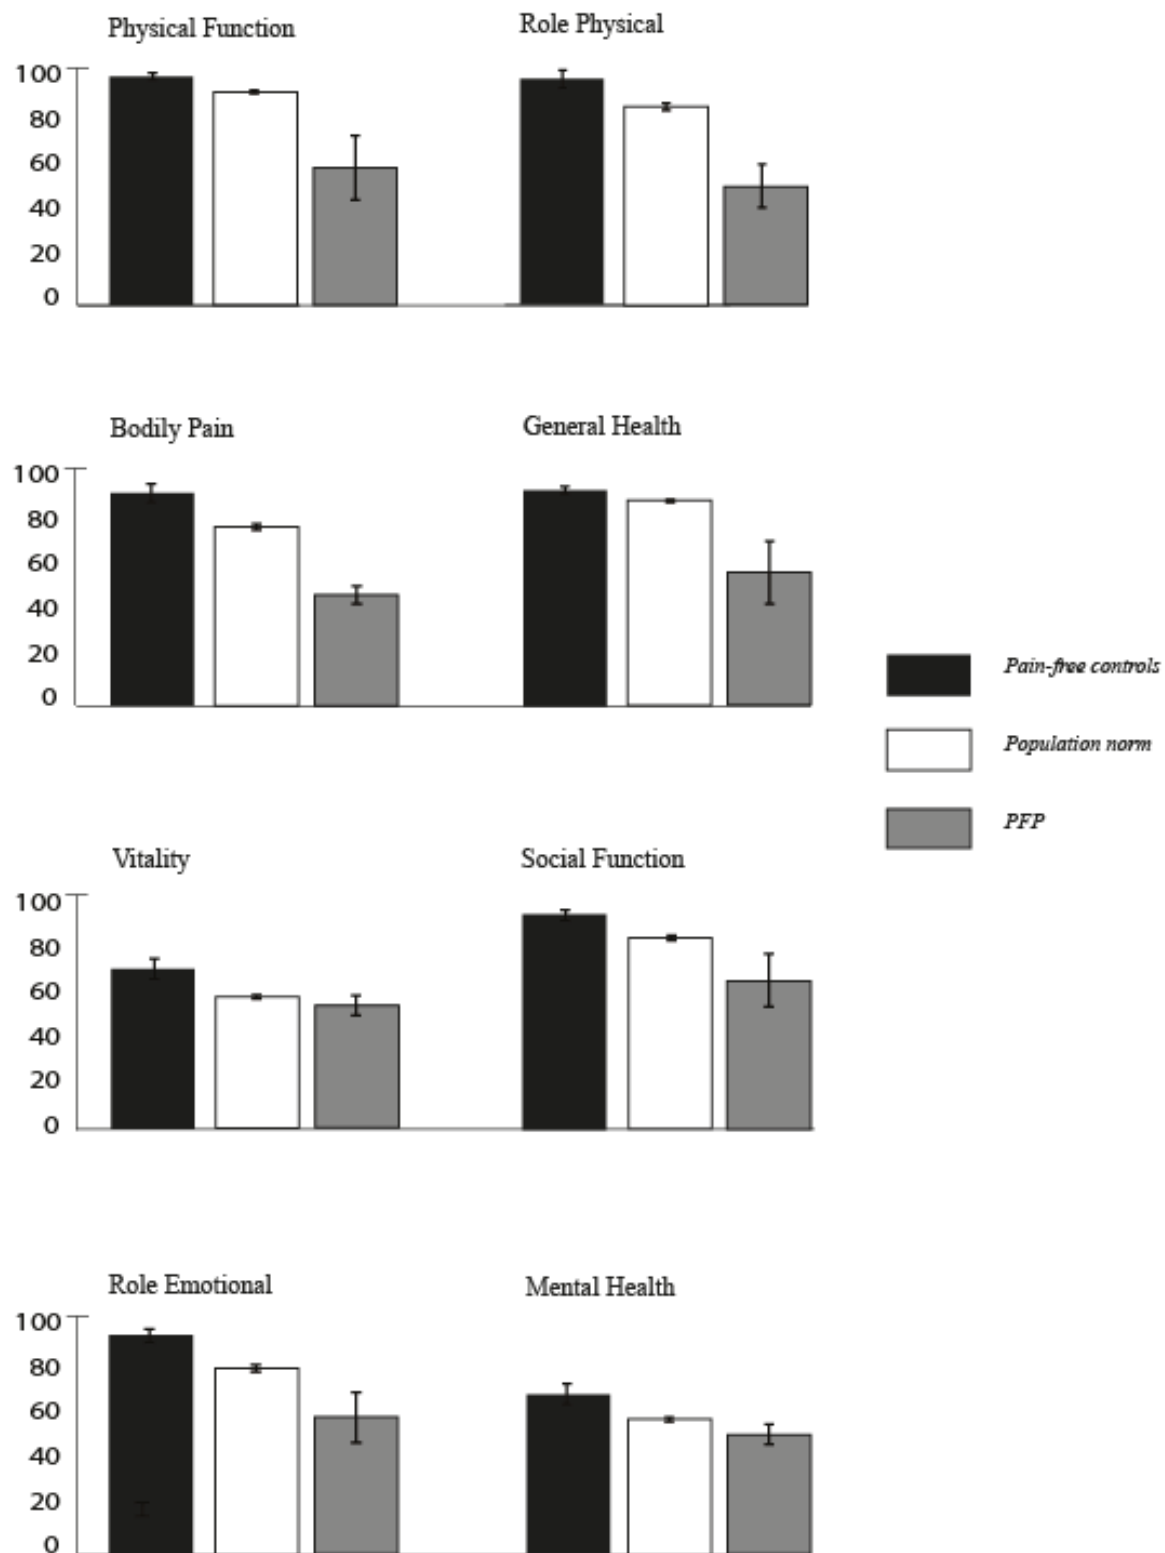 Physical Function
Role Physical
100
80
60
40
20
0
Bodily Pain
General Health
100
80
60
40
20
0
Pain-free controls
Population norm
PFP
Vitality
Social Function
100
80
60
40
20
0
Role Emotional
Mental Health
100
80
60
40
20
0